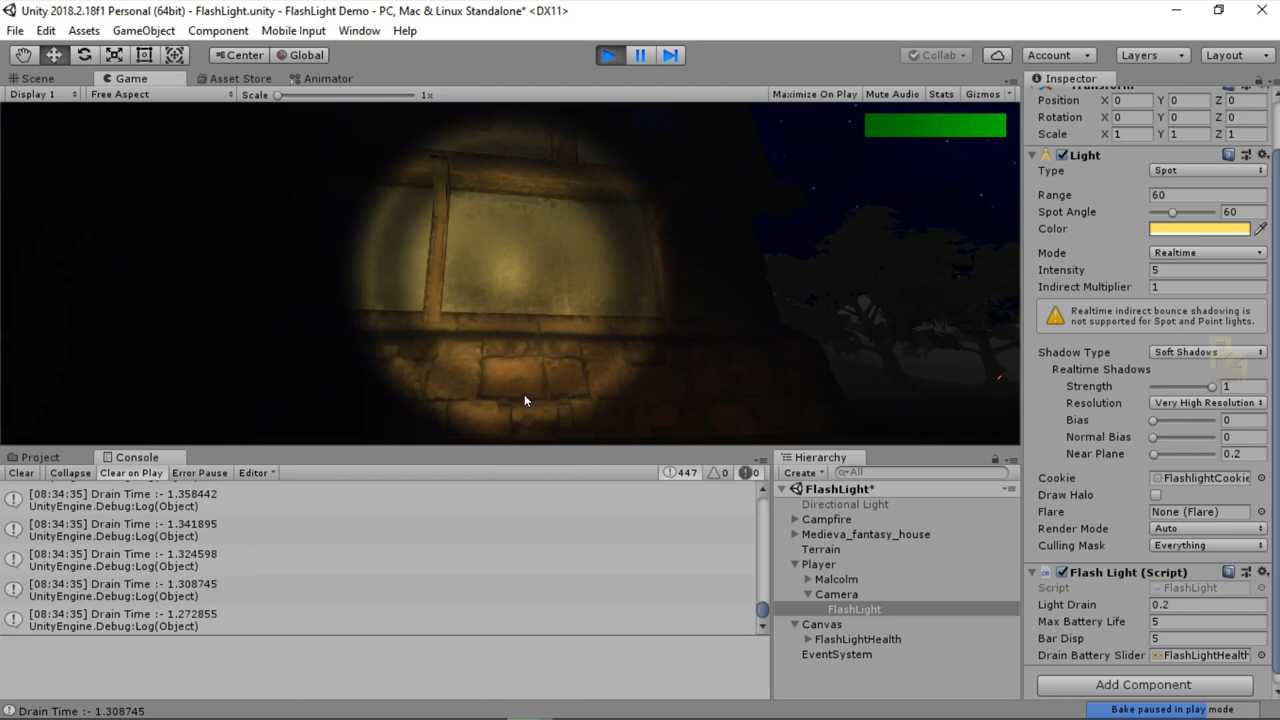 Unity 2018.2.18f1 Personal (64bit) - FlashLight.unity - FlashLight Demo - PC, Mac & Linux Standalone* <DX11>
File Edit Assets GameObject Component Mobile Input Window Help
Center Global Collab Account Layers Layout
Scene Game Asset Store Animator Inspector
Display 1 Free Aspect Scale 1x Maximize On Play Mute Audio Stats Gizmos
Transform
Position X 0 Y 0 Z 0
Rotation X 0 Y 0 Z 0
Scale X 1 Y 1 Z 1
Light
Type Spot
Range 60
Spot Angle 60
Color
Mode Realtime
Intensity 5
Indirect Multiplier 1
Realtime indirect bounce shadowing is
not supported for Spot and Point lights.
Shadow Type Soft Shadows
Realtime Shadows
Strength 1
Resolution Very High Resolution
Bias 0
Normal Bias 0
Near Plane 0.2
Cookie FlashlightCookie
Draw Halo
Flare None (Flare)
Render Mode Auto
Culling Mask Everything
Flash Light (Script)
Script FlashLight
Light Drain 0.2
Max Battery Life 5
Bar Disp 5
Drain Battery Slider FlashLightHealth
Add Component
Bake paused in play mode
Project Console
Clear Collapse Clear on Play Error Pause Editor 447 0 0
[08:34:35] Drain Time :- 1.358442
UnityEngine.Debug:Log(Object)
[08:34:35] Drain Time :- 1.341895
UnityEngine.Debug:Log(Object)
[08:34:35] Drain Time :- 1.324598
UnityEngine.Debug:Log(Object)
[08:34:35] Drain Time :- 1.308745
UnityEngine.Debug:Log(Object)
[08:34:35] Drain Time :- 1.272855
UnityEngine.Debug:Log(Object)
Drain Time :- 1.308745
Hierarchy
Create All
FlashLight*
Directional Light
Campfire
Medieva_fantasy_house
Terrain
Player
Malcolm
Camera
FlashLight
Canvas
FlashLightHealth
EventSystem